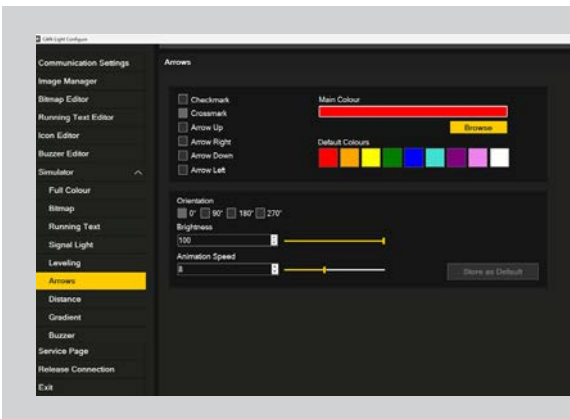 CMN Light Configure
Communication Settings
Image Manager
Bitmap Editor
Running Text Editor
Icon Editor
Buzzer Editor
Simulator
Full Colour
Bitmap
Running Text
Signal Light
Leveling
Arrows
Distance
Gradient
Buzzer
Service Page
Release Connection
Exit
Arrows
Checkmark
Crossmark
Arrow Up
Arrow Right
Arrow Down
Arrow Left
Main Colour
Browse
Default Colours
Orientation
0° 90° 180° 270°
Brightness
100
Animation Speed
8
Store as Default